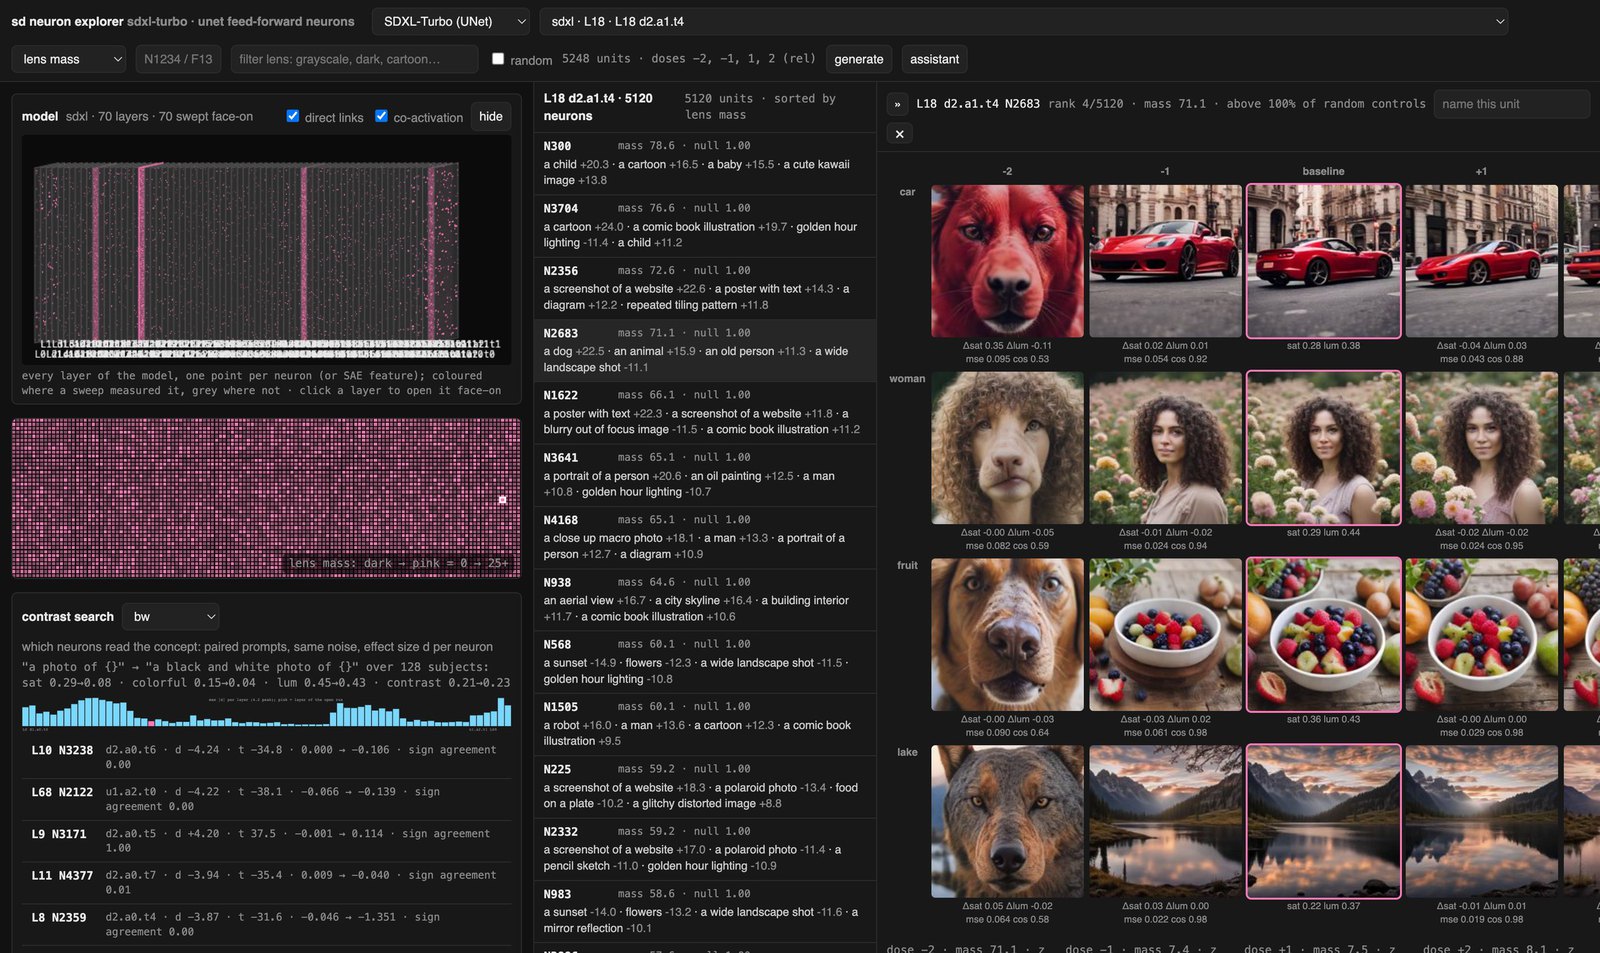 sd neuron explorer sdxl-turbo · unet feed-forward neurons
SDXL-Turbo (UNet)
sdxl · L18 · L18 d2.a1.t4
lens mass
N1234 / F13
filter lens: grayscale, dark, cartoon…
random
5248 units · doses −2, −1, 1, 2 (rel)
generate
assistant
model sdxl · 70 layers · 70 swept face-on
direct links
co-activation
hide
every layer of the model, one point per neuron (or SAE feature); coloured
where a sweep measured it, grey where not · click a layer to open it face-on
lens mass: dark → pink = 0 → 25+
contrast search
bw
which neurons read the concept: paired prompts, same noise, effect size d per neuron
"a photo of {}" → "a black and white photo of {}" over 128 subjects:
sat 0.29→0.08 · colorful 0.15→0.04 · lum 0.45→0.43 · contrast 0.21→0.23
L10 N3238 d2.a0.t6 · d -4.24 · t -34.8 · 0.000 → -0.106 · sign agreement
0.00
L68 N2122 u1.a2.t0 · d -4.22 · t -38.1 · -0.066 → -0.139 · sign
agreement 0.00
L9 N3171 d2.a0.t5 · d +4.20 · t 37.5 · -0.001 → 0.114 · sign agreement
1.00
L11 N4377 d2.a0.t7 · d -3.94 · t -35.4 · 0.009 → -0.040 · sign agreement
0.01
L8 N2359 d2.a0.t4 · d -3.87 · t -31.6 · -0.046 → -1.351 · sign
agreement 0.00
L18 d2.a1.t4 · 5120
neurons
5120 units · sorted by
lens mass
N300 mass 78.6 · null 1.00
a child +20.3 · a cartoon +16.5 · a baby +15.5 · a cute kawaii
image +13.8
N3704 mass 76.6 · null 1.00
a cartoon +24.0 · a comic book illustration +19.7 · golden hour
lighting -11.4 · a child +11.2
N2356 mass 72.6 · null 1.00
a screenshot of a website +22.6 · a poster with text +14.3 · a
diagram +12.2 · repeated tiling pattern +11.8
N2683 mass 71.1 · null 1.00
a dog +22.5 · an animal +15.9 · an old person +11.3 · a wide
landscape shot -11.1
N1622 mass 66.1 · null 1.00
a poster with text +22.3 · a screenshot of a website +11.8 · a
blurry out of focus image -11.5 · a comic book illustration +11.2
N3641 mass 65.1 · null 1.00
a portrait of a person +20.6 · an oil painting +12.5 · a man
+10.8 · golden hour lighting -10.7
N4168 mass 65.1 · null 1.00
a close up macro photo +18.1 · a man +13.3 · a portrait of a
person +12.7 · a diagram +10.9
N938 mass 64.6 · null 1.00
an aerial view +16.7 · a city skyline +16.4 · a building interior
+11.7 · a comic book illustration +10.6
N568 mass 60.1 · null 1.00
a sunset -14.9 · flowers -12.3 · a wide landscape shot -11.5 ·
golden hour lighting -10.8
N1505 mass 60.1 · null 1.00
a robot +16.0 · a man +13.6 · a cartoon +12.3 · a comic book
illustration +9.5
N225 mass 59.2 · null 1.00
a screenshot of a website +18.3 · a polaroid photo -13.4 · food
on a plate -10.2 · a glitchy distorted image +8.8
N2332 mass 59.2 · null 1.00
a screenshot of a website +17.0 · a polaroid photo -11.4 · a
pencil sketch -11.0 · golden hour lighting -10.9
N983 mass 58.6 · null 1.00
a sunset -14.0 · flowers -13.2 · a wide landscape shot -11.6 · a
mirror reflection -10.1
» L18 d2.a1.t4 N2683 rank 4/5120 · mass 71.1 · above 100% of random controls
name this unit
×
-2 -1 baseline +1
car
Δsat 0.35 Δlum -0.11
mse 0.095 cos 0.53
Δsat 0.02 Δlum 0.01
mse 0.054 cos 0.92
sat 0.28 lum 0.38
Δsat -0.04 Δlum 0.03
mse 0.043 cos 0.88
woman
Δsat -0.00 Δlum -0.05
mse 0.082 cos 0.59
Δsat -0.01 Δlum -0.02
mse 0.024 cos 0.94
sat 0.29 lum 0.44
Δsat -0.02 Δlum -0.02
mse 0.024 cos 0.95
fruit
Δsat -0.00 Δlum -0.03
mse 0.090 cos 0.64
Δsat -0.03 Δlum 0.02
mse 0.061 cos 0.98
sat 0.36 lum 0.43
Δsat -0.00 Δlum 0.00
mse 0.029 cos 0.98
lake
Δsat 0.05 Δlum -0.02
mse 0.064 cos 0.58
Δsat 0.03 Δlum 0.00
mse 0.022 cos 0.98
sat 0.22 lum 0.37
Δsat -0.01 Δlum 0.01
mse 0.019 cos 0.98
dose −2 · mass 71.1 · z
dose −1 · mass 7.4 · z
dose +1 · mass 7.5 · z
dose +2 · mass 8.1 · z